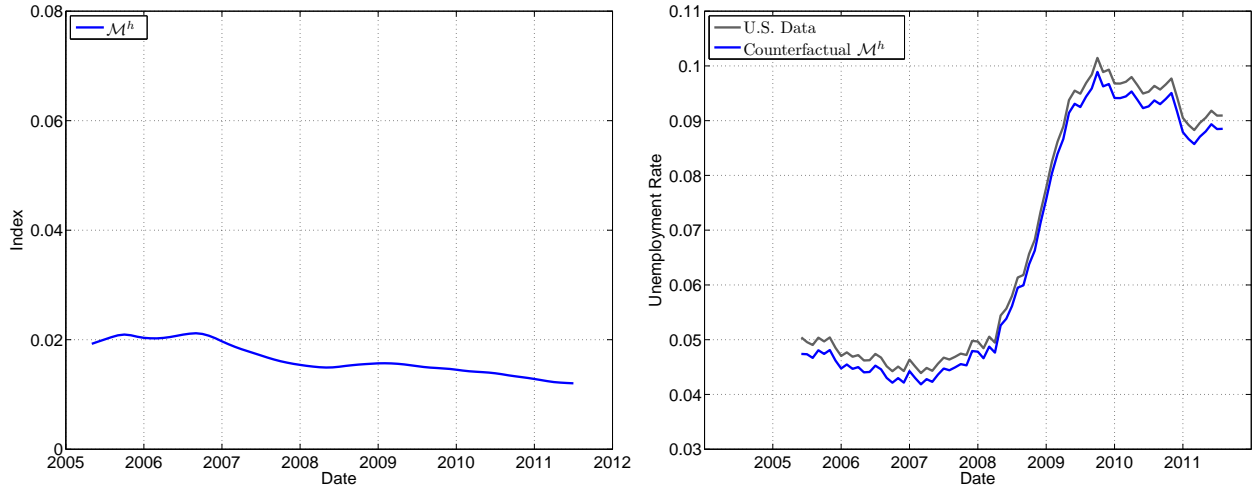 0.08
0.06
0.04
0.02
0
Index
ℳʰ
2005 2006 2007 2008 2009 2010 2011 2012
Date
0.11
0.1
0.09
0.08
0.07
0.06
0.05
0.04
0.03
Unemployment Rate
U.S. Data
Counterfactual ℳʰ
2005 2006 2007 2008 2009 2010 2011
Date